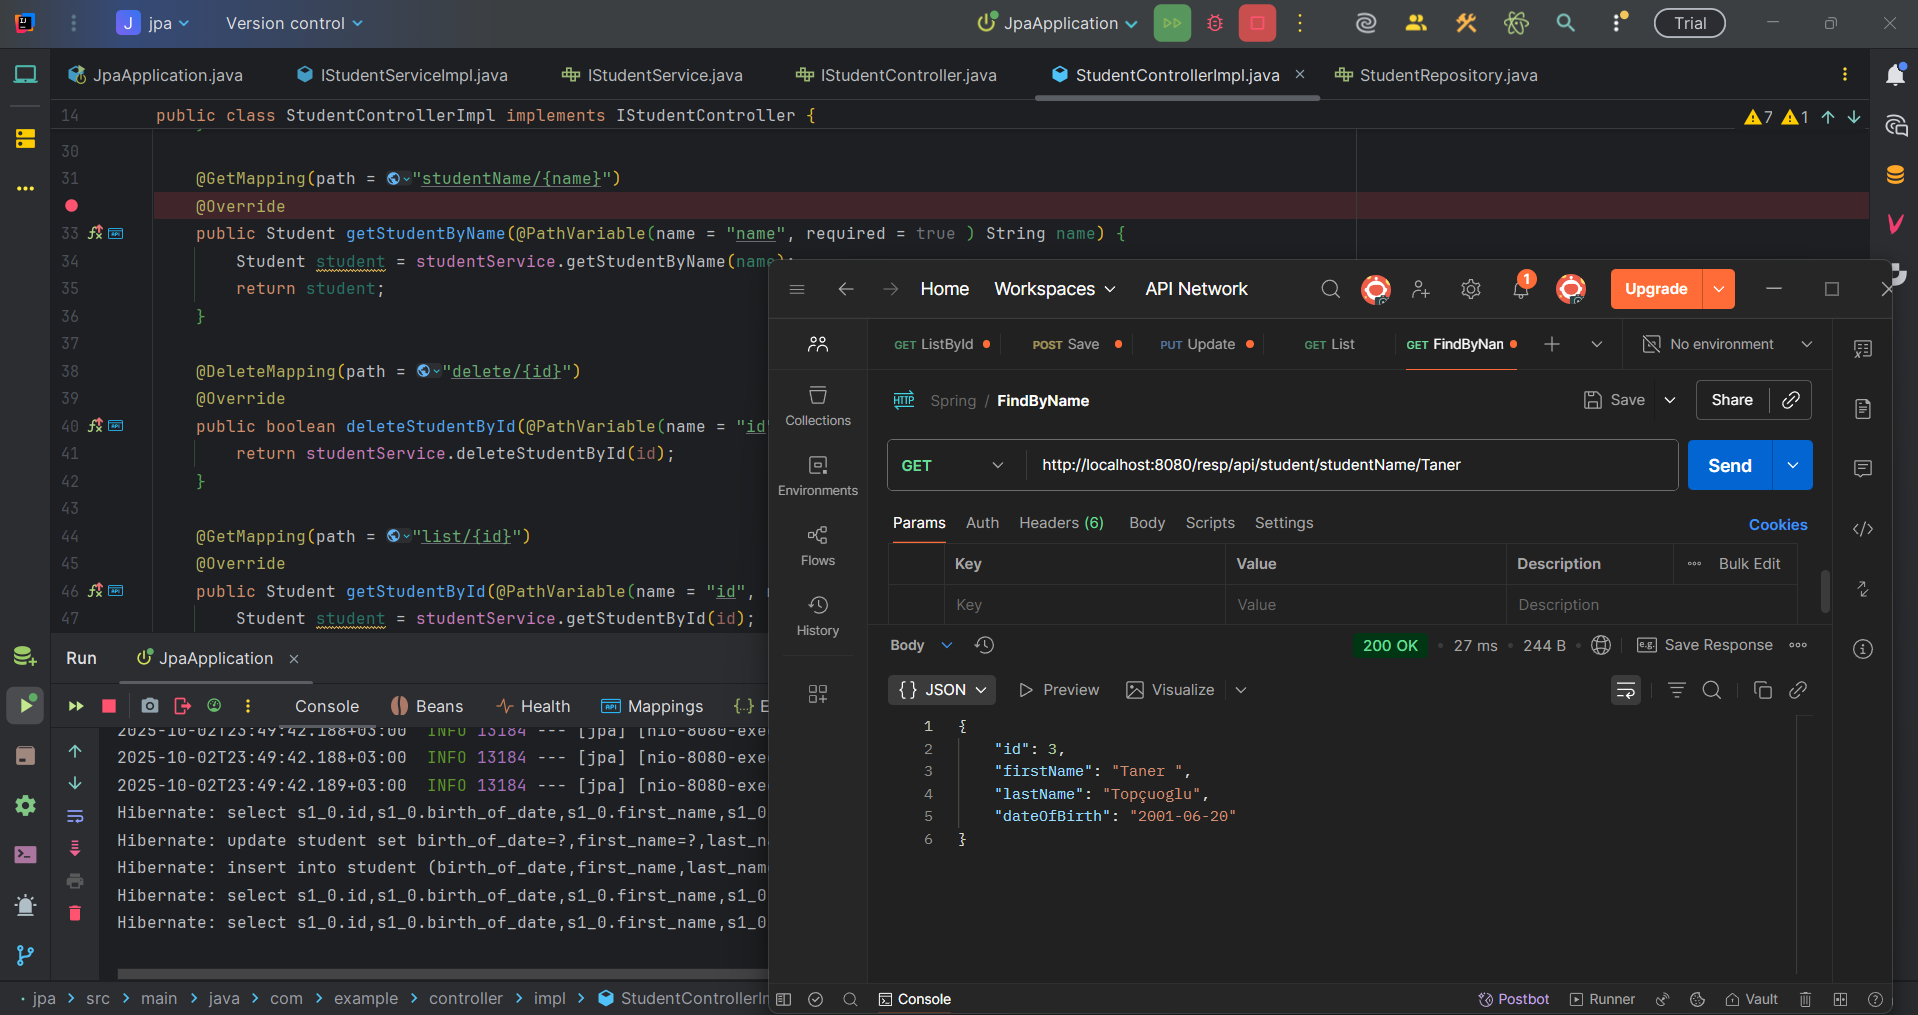 J jpa
Version control
JpaApplication
Trial
JpaApplication.java
IStudentServiceImpl.java
IStudentService.java
IStudentController.java
StudentControllerImpl.java
StudentRepository.java
14 public class StudentControllerImpl implements IStudentController {
7 1
30
31 @GetMapping(path = "studentName/{name}")
@Override
33 public Student getStudentByName(@PathVariable(name = "name", required = true ) String name) {
34 Student student = studentService.getStudentByName(name);
35 return student;
36 }
37
38 @DeleteMapping(path = "delete/{id}")
39 @Override
40 public boolean deleteStudentById(@PathVariable(name = "id"
41 return studentService.deleteStudentById(id);
42 }
43
44 @GetMapping(path = "list/{id}")
45 @Override
46 public Student getStudentById(@PathVariable(name = "id",
47 Student student = studentService.getStudentById(id);
Run
JpaApplication
Console
Beans
Health
API Mappings
2025-10-02T23:49:42.188+03:00 INFO 13184 --- [jpa] [nio-8080-exe
2025-10-02T23:49:42.188+03:00 INFO 13184 --- [jpa] [nio-8080-exe
2025-10-02T23:49:42.189+03:00 INFO 13184 --- [jpa] [nio-8080-exe
Hibernate: select s1_0.id,s1_0.birth_of_date,s1_0.first_name,s1_0
Hibernate: update student set birth_of_date=?,first_name=?,last_n
Hibernate: insert into student (birth_of_date,first_name,last_nam
Hibernate: select s1_0.id,s1_0.birth_of_date,s1_0.first_name,s1_0
Hibernate: select s1_0.id,s1_0.birth_of_date,s1_0.first_name,s1_0
jpa > src > main > java > com > example > controller > impl > StudentControllerIm
Home
Workspaces
API Network
1
Upgrade
GET ListById
POST Save
PUT Update
GET List
GET FindByNam
No environment
Collections
Environments
Flows
History
HTTP Spring / FindByName
Save
Share
GET
http://localhost:8080/resp/api/student/studentName/Taner
Send
Params Auth Headers (6) Body Scripts Settings
Cookies
Key Value Description Bulk Edit
Key Value Description
Body
200 OK • 27 ms • 244 B • e.g. Save Response
{} JSON Preview Visualize
1 {
2 "id": 3,
3 "firstName": "Taner ",
4 "lastName": "Topçuoglu",
5 "dateOfBirth": "2001-06-20"
6 }
Console
Postbot Runner Vault